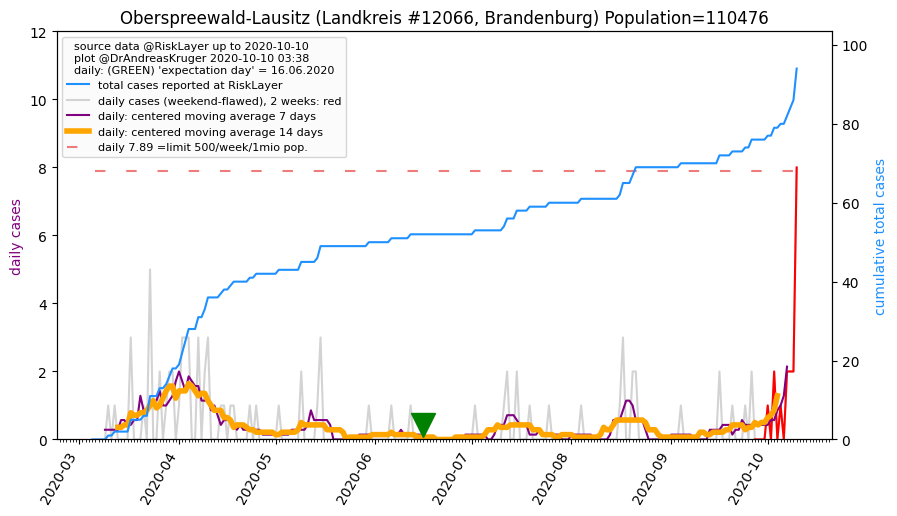 Oberspreewald-Lausitz (Landkreis #12066, Brandenburg) Population=110476
source data @RiskLayer up to 2020-10-10
plot @DrAndreasKruger 2020-10-10 03:38
daily: (GREEN) 'expectation day' = 16.06.2020
total cases reported at RiskLayer
daily cases (weekend-flawed), 2 weeks: red
daily: centered moving average 7 days
daily: centered moving average 14 days
daily 7.89 =limit 500/week/1mio pop.
daily cases
12
10
8
6
4
2
0
cumulative total cases
100
80
60
40
20
0
2020-03
2020-04
2020-05
2020-06
2020-07
2020-08
2020-09
2020-10